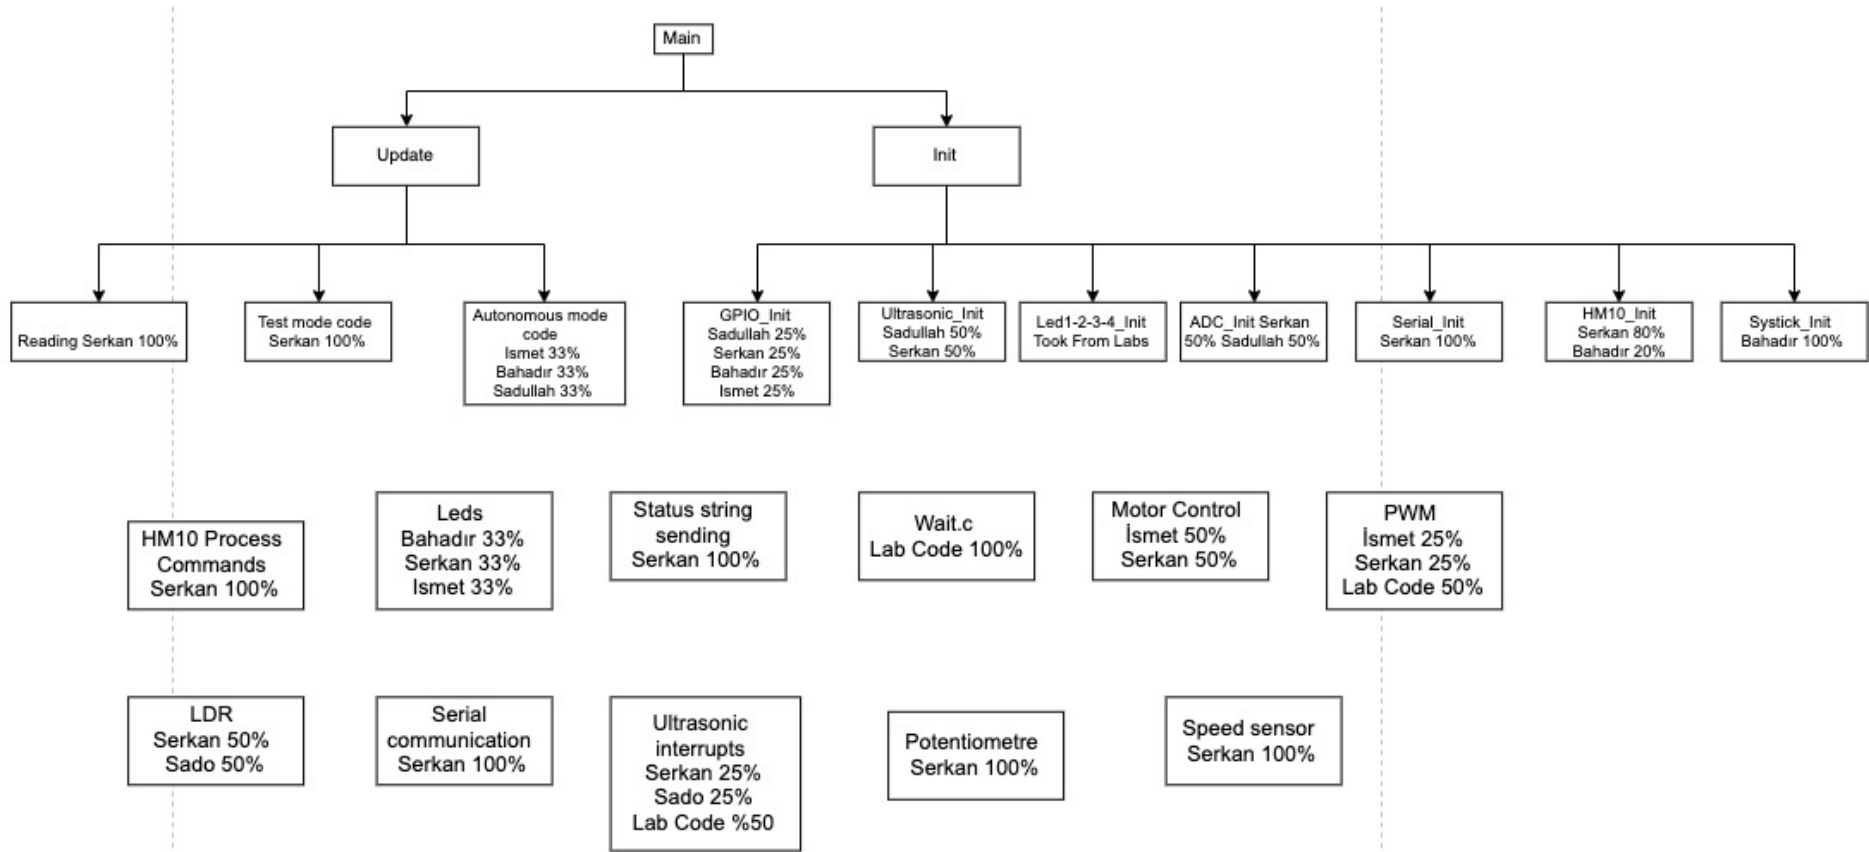 Main
Update
Init
Reading Serkan 100%
Test mode code
Serkan 100%
Autonomous mode
code
Ismet 33%
Bahadır 33%
Sadullah 33%
GPIO_Init
Sadullah 25%
Serkan 25%
Bahadır 25%
Ismet 25%
Ultrasonic_Init
Sadullah 50%
Serkan 50%
Led1-2-3-4_Init
Took From Labs
ADC_Init Serkan
50% Sadullah 50%
Serial_Init
Serkan 100%
HM10_Init
Serkan 80%
Bahadır 20%
Systick_Init
Bahadır 100%
HM10 Process
Commands
Serkan 100%
Leds
Bahadır 33%
Serkan 33%
Ismet 33%
Status string
sending
Serkan 100%
Wait.c
Lab Code 100%
Motor Control
İsmet 50%
Serkan 50%
PWM
İsmet 25%
Serkan 25%
Lab Code 50%
LDR
Serkan 50%
Sado 50%
Serial
communication
Serkan 100%
Ultrasonic
interrupts
Serkan 25%
Sado 25%
Lab Code %50
Potentiometre
Serkan 100%
Speed sensor
Serkan 100%